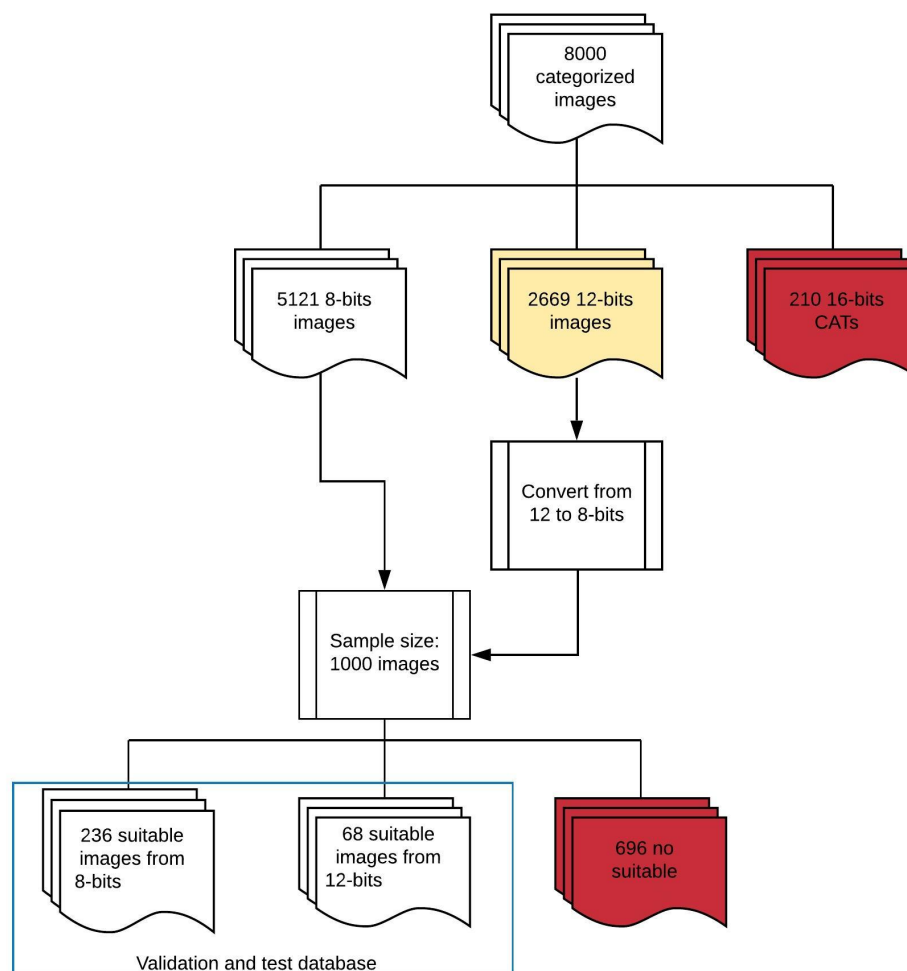 8000
categorized
images
5121 8-bits
images
2669 12-bits
images
210 16-bits
CATs
Convert from
12 to 8-bits
Sample size:
1000 images
236 suitable
images from
8-bits
68 suitable
images from
12-bits
696 no
suitable
Validation and test database